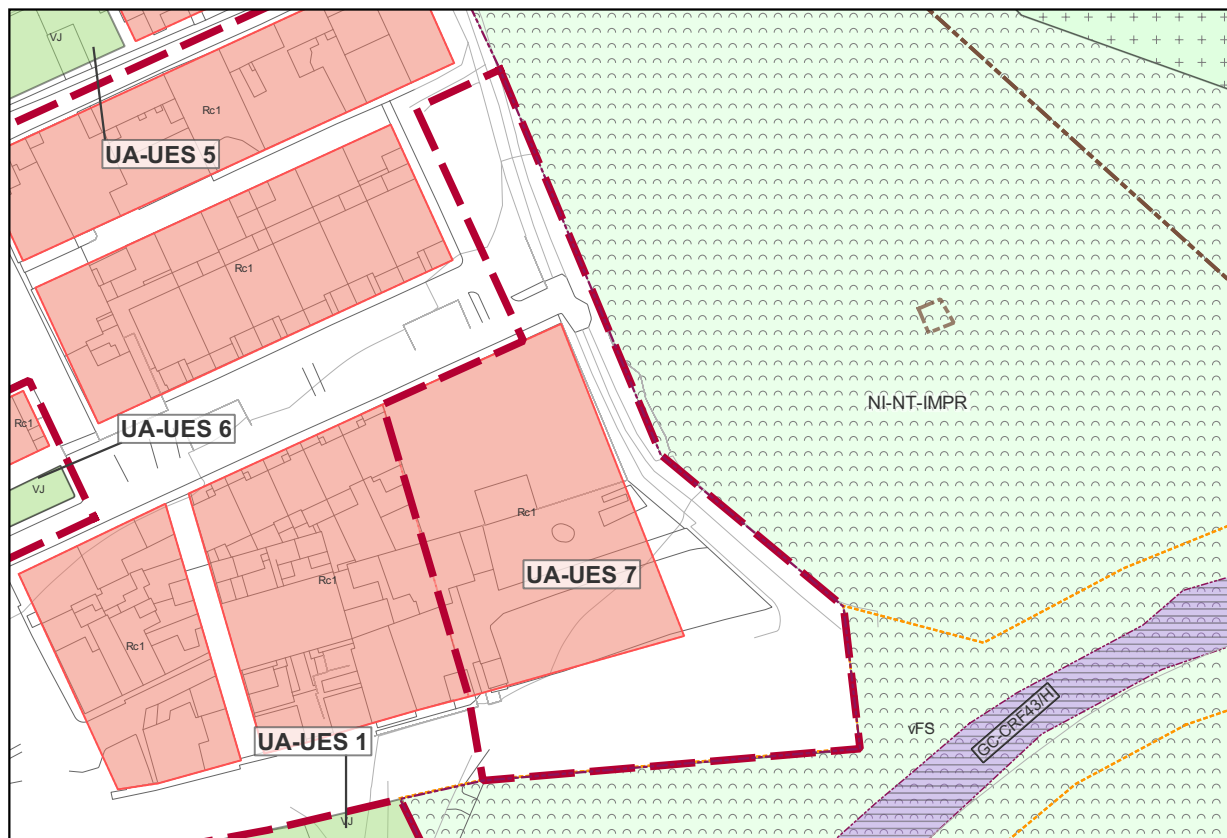 VJ
Rc1
UA-UES 5
Rc1
NI-NT-IMPR
Rc1
UA-UES 6
VJ
Rc1
UA-UES 7
Rc1
Rc1
GC-CRF43/H
vFS
UA-UES 1
VJ